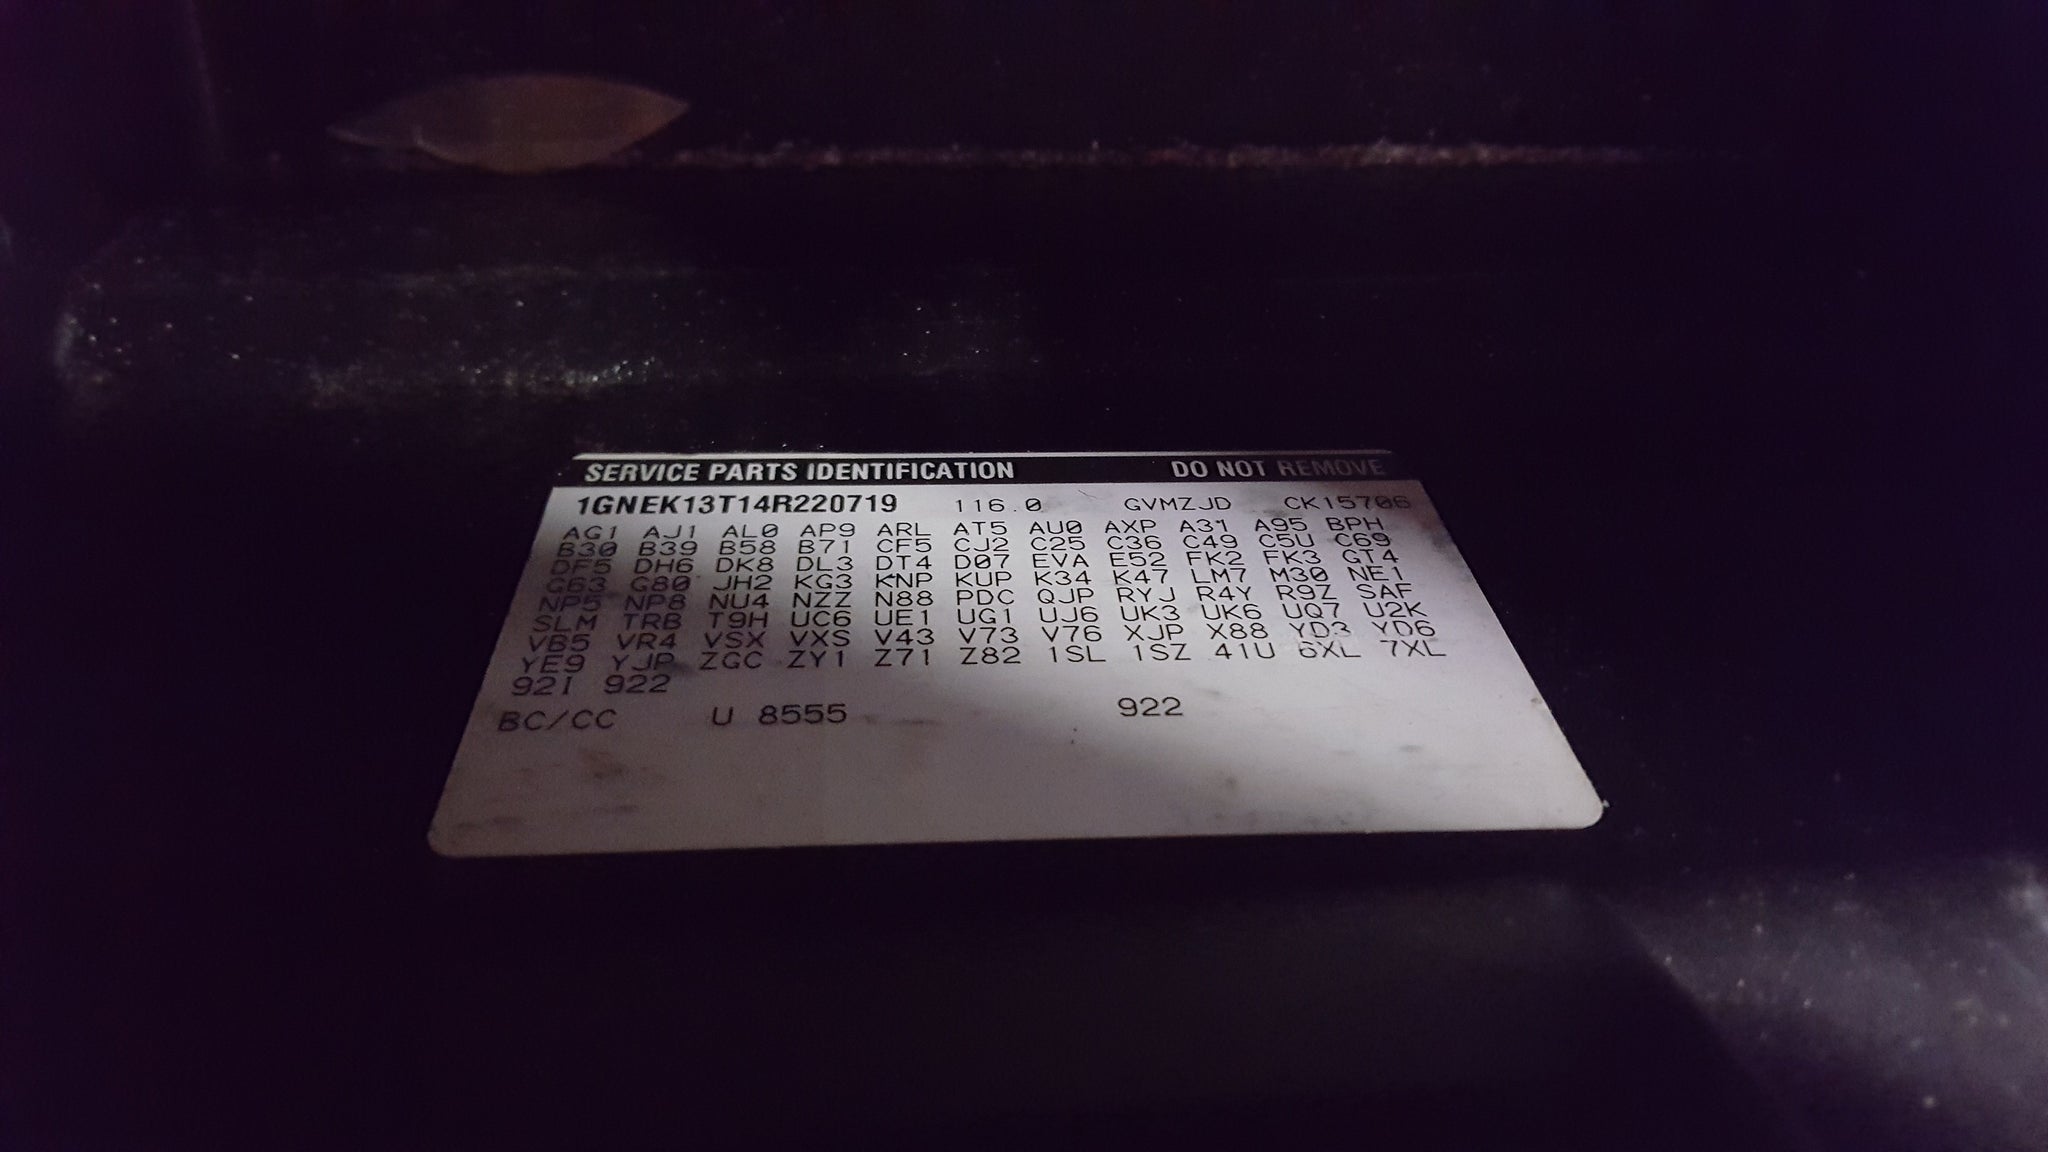 SERVICE PARTS IDENTIFICATION DO NOT REMOVE
1GNEK13T14R220719 116.0 GVMZJD CK15706
AG1 AJ1 AL0 AP9 ARL AT5 AU0 AXP A31 A95 BPH
B30 B39 B58 B71 CF5 CJ2 C25 C36 C49 C5U C69
DF5 DH6 DK8 DL3 DT4 D07 EVA E52 FK2 FK3 GT4
G63 G80 JH2 KG3 KNP KUP K34 K47 LM7 M30 NE1
NP5 NP8 NU4 NZZ N88 PDC QJP RYJ R4Y R9Z SAF
SLM TRB T9H UC6 UE1 UG1 UJ6 UK3 UK6 UQ7 U2K
VB5 VR4 VSX VXS V43 V73 V76 XJP X88 YD3 YD6
YE9 YJP ZGC ZY1 Z71 Z82 1SL 1SZ 41U 6XL 7XL
92I 922
BC/CC U 8555 922